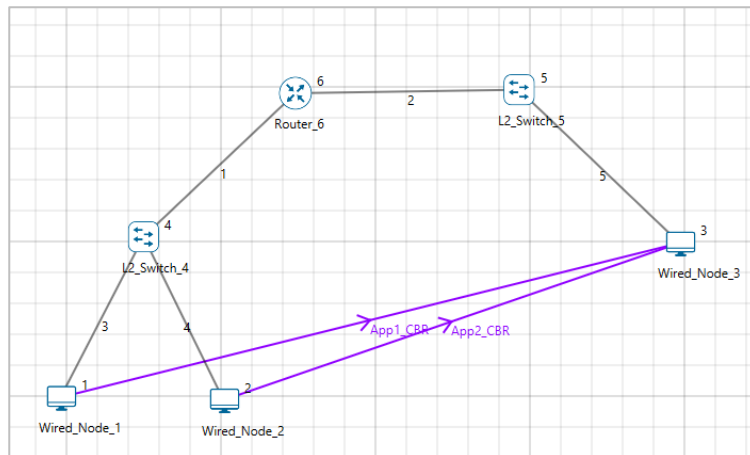 6
5
2
Router_6
L2_Switch_5
1
5
4
3
L2_Switch_4
Wired_Node_3
3
4
App1_CBR
App2_CBR
1
2
Wired_Node_1
Wired_Node_2